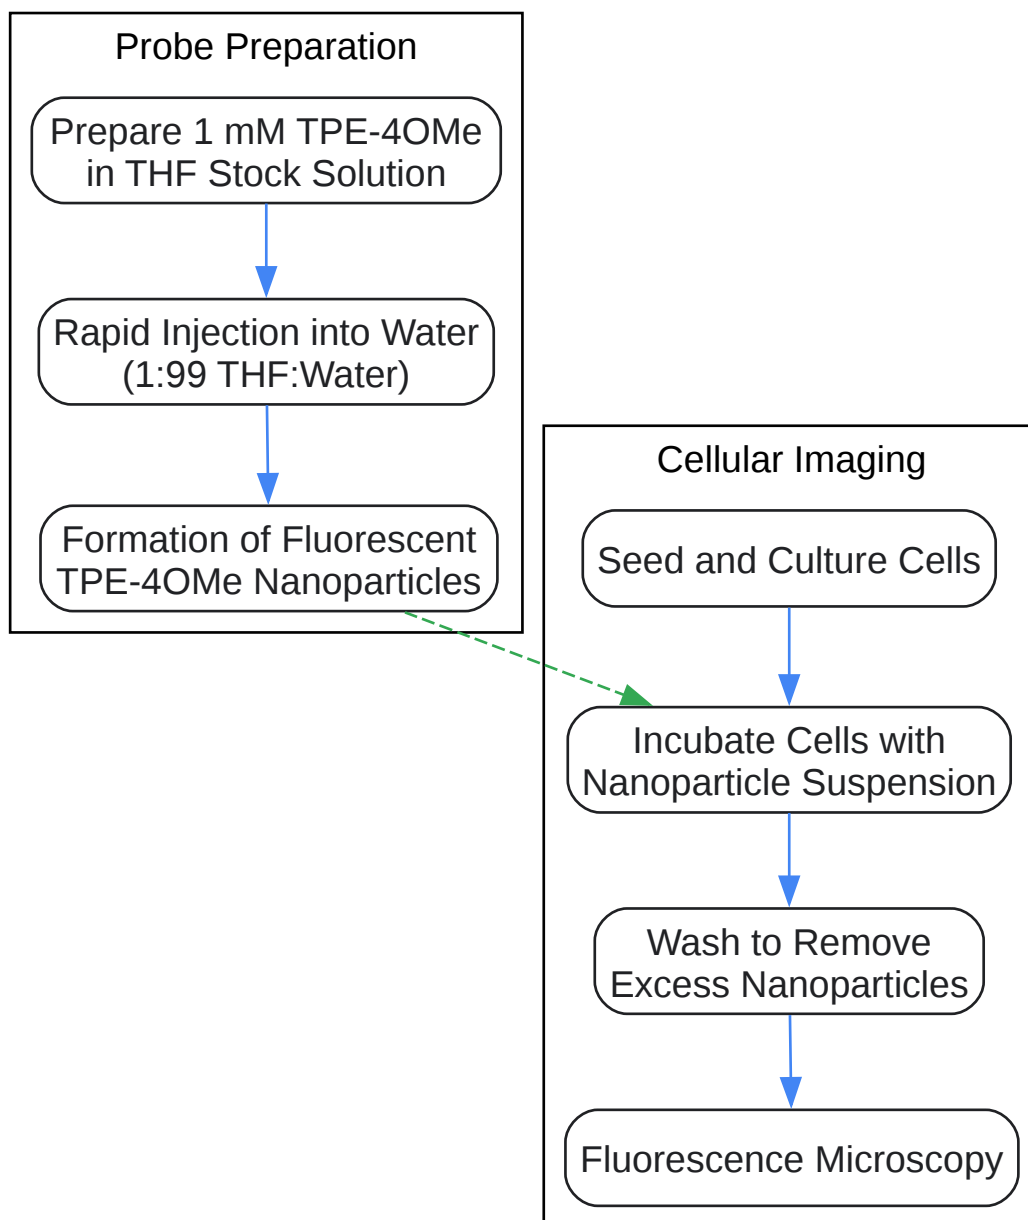 Probe Preparation
Prepare 1 mM TPE-4OMe
in THF Stock Solution
Rapid Injection into Water
(1:99 THF:Water)
Formation of Fluorescent
TPE-4OMe Nanoparticles
Cellular Imaging
Seed and Culture Cells
Incubate Cells with
Nanoparticle Suspension
Wash to Remove
Excess Nanoparticles
Fluorescence Microscopy